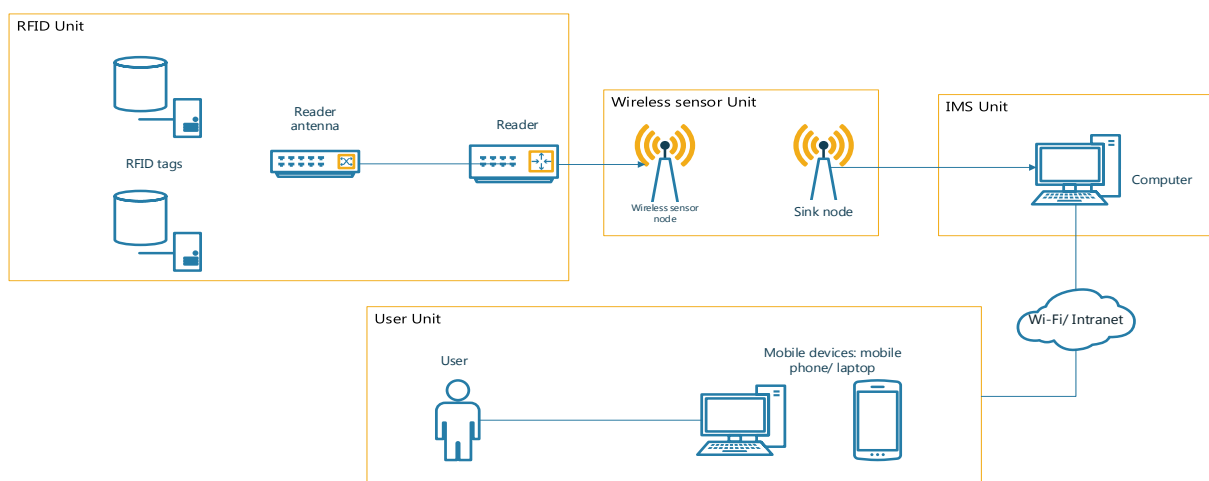 RFID Unit
Reader
antenna
Reader
RFID tags
Wireless sensor Unit
Wireless sensor
node
Sink node
IMS Unit
Computer
Wi-Fi/ Intranet
User Unit
User
Mobile devices: mobile
phone/ laptop